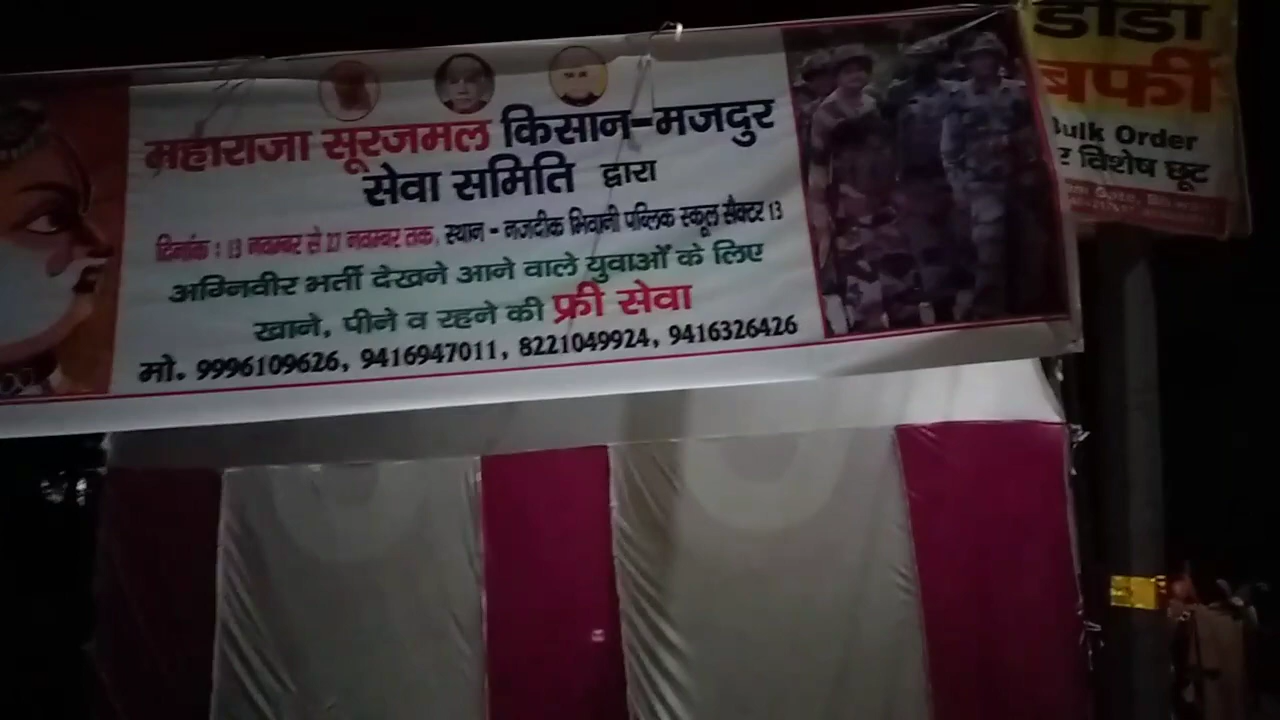 महाराजा सूरजमल किसान-मजदुर
सेवा समिति द्वारा
दिनांक : 13 नवम्बर से 27 नवम्बर तक, स्थान - नजदीक भिवानी पब्लिक स्कूल सैक्टर 13
अग्निवीर भर्ती देखने आने वाले युवाओं के लिए
खाने, पीने व रहने की फ्री सेवा
मो. 9996109626, 9416947011, 8221049924, 9416326426
डोडा
बर्फी
Bulk Order
विशेष छूट